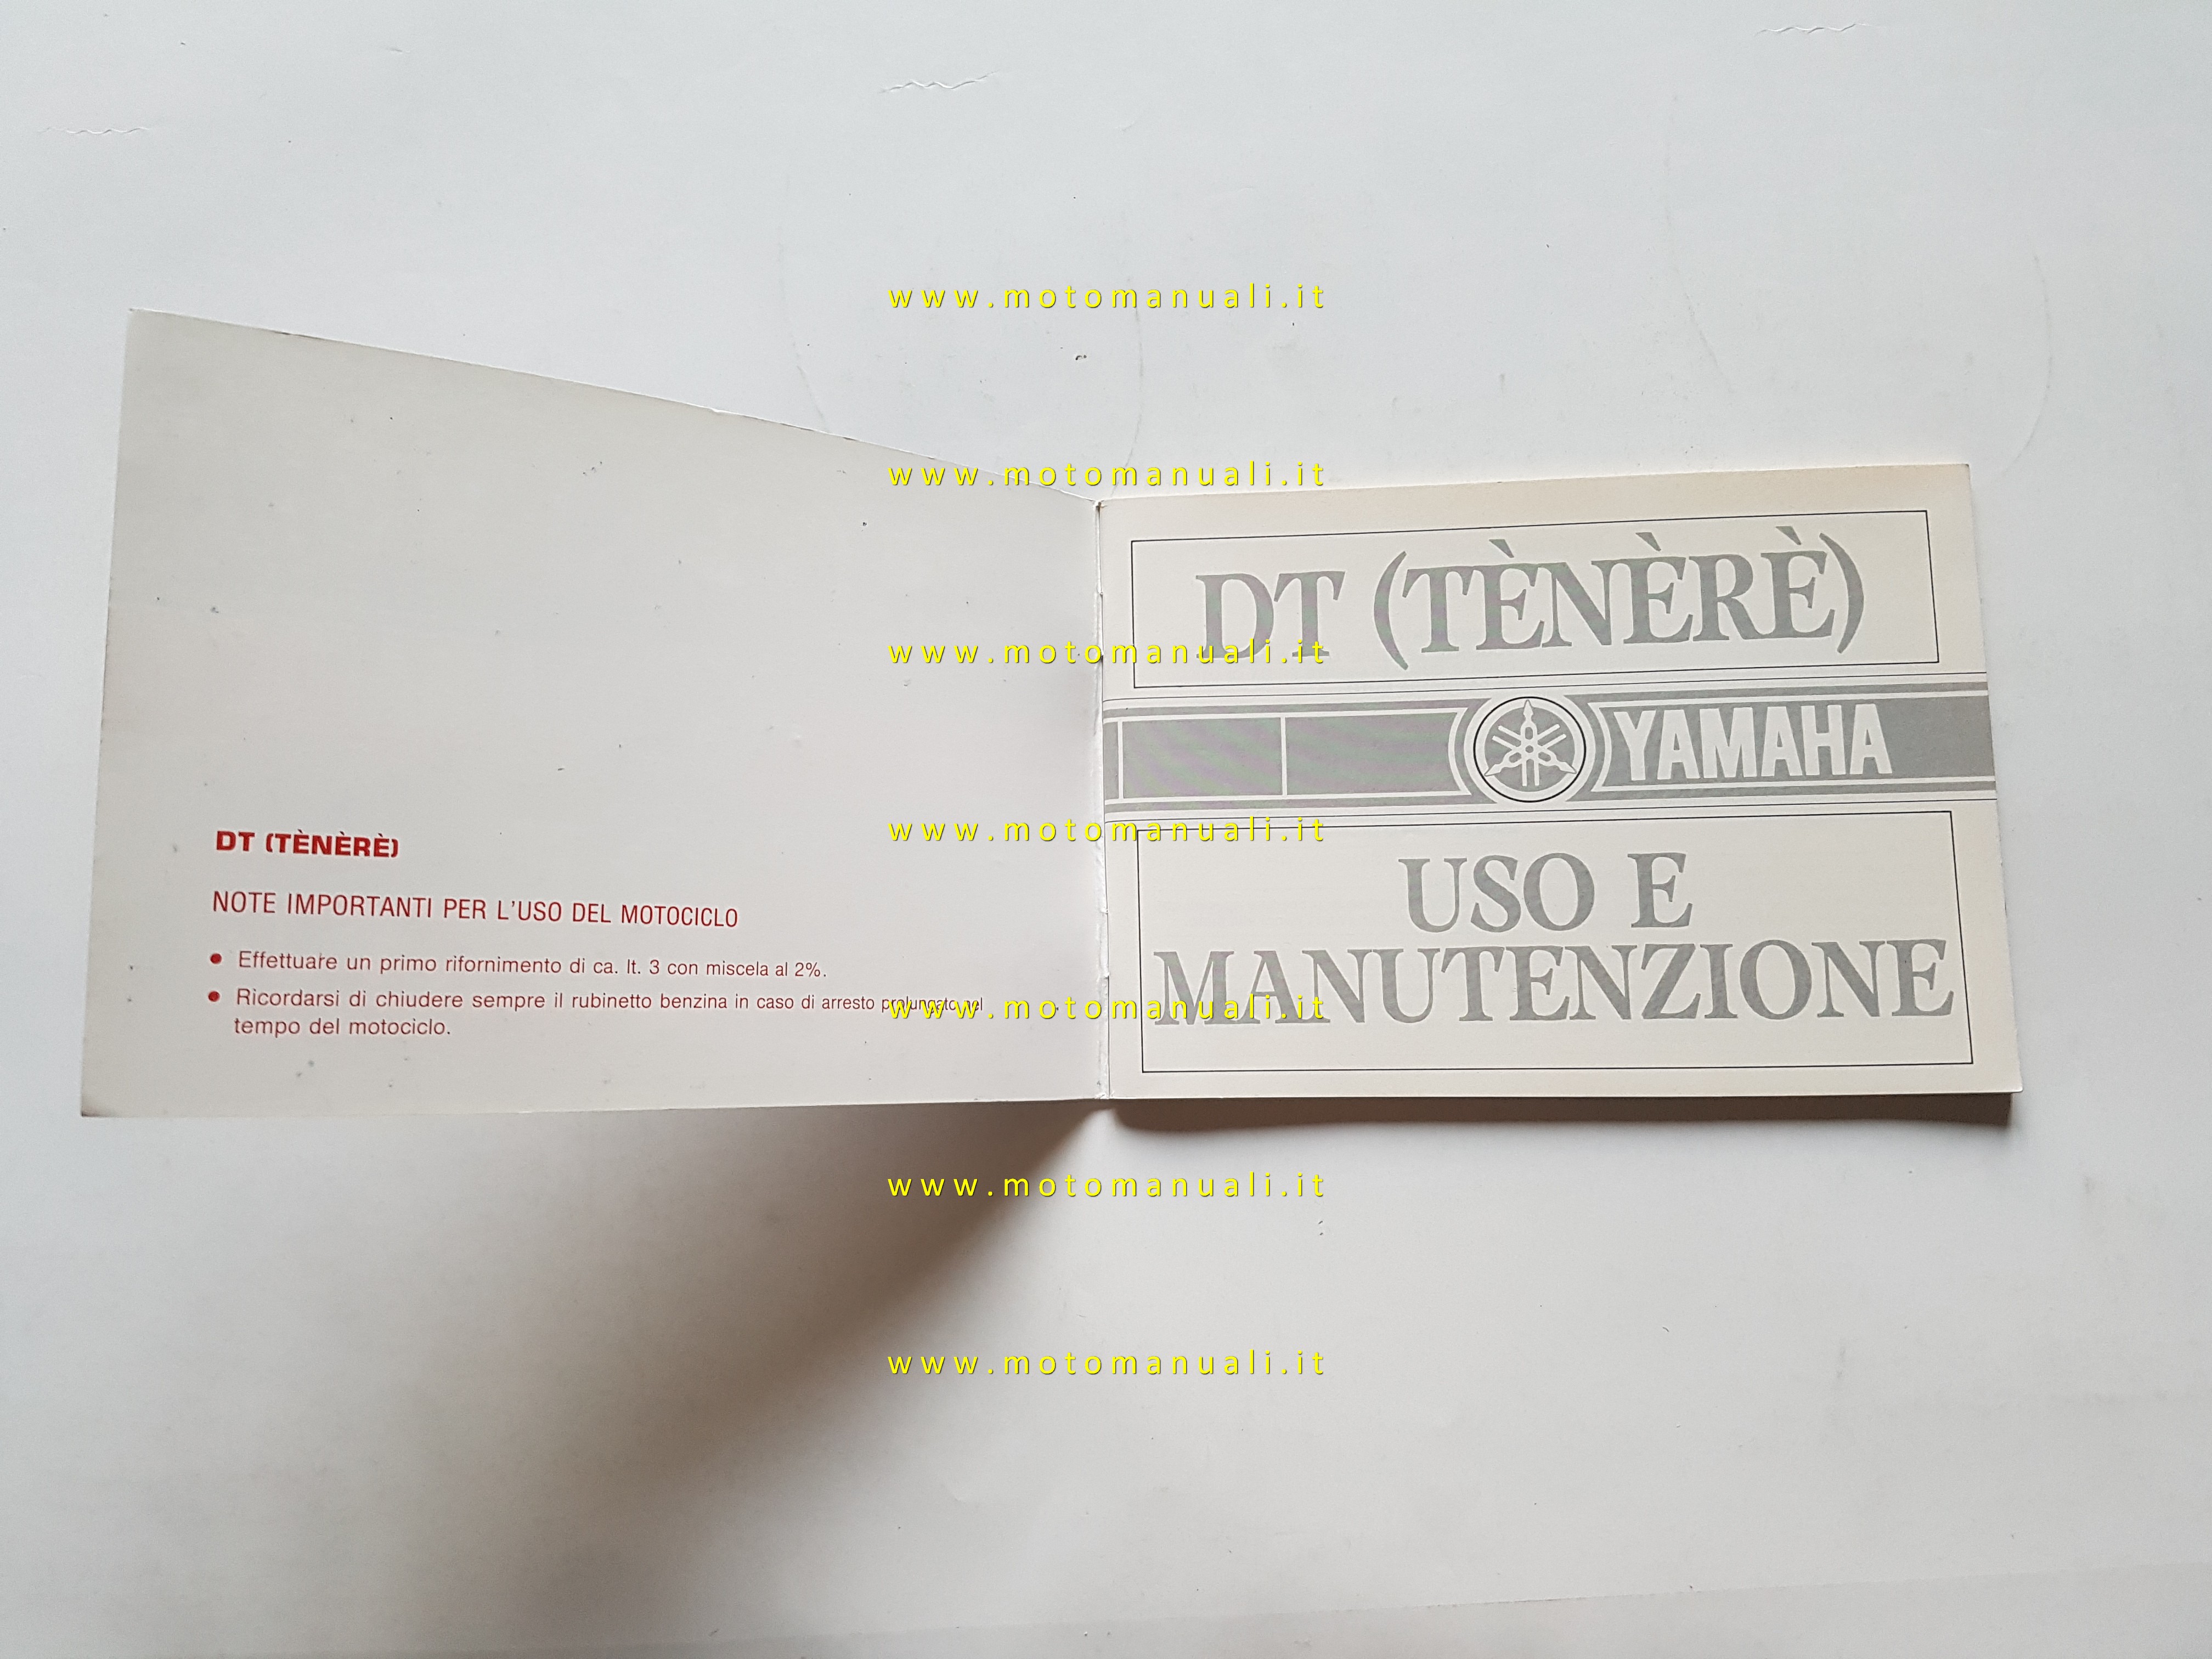 www.motomanuali.it
www.motomanuali.it
www.motomanuali.it
www.motomanuali.it
www.motomanuali.it
www.motomanuali.it
www.motomanuali.it
DT (TÈNÈRÈ)
NOTE IMPORTANTI PER L'USO DEL MOTOCICLO
• Effettuare un primo rifornimento di ca. lt. 3 con miscela al 2%.
• Ricordarsi di chiudere sempre il rubinetto benzina in caso di arresto prolungato nel
tempo del motociclo.
DT (TÈNÈRÈ)
YAMAHA
USO E
MANUTENZIONE